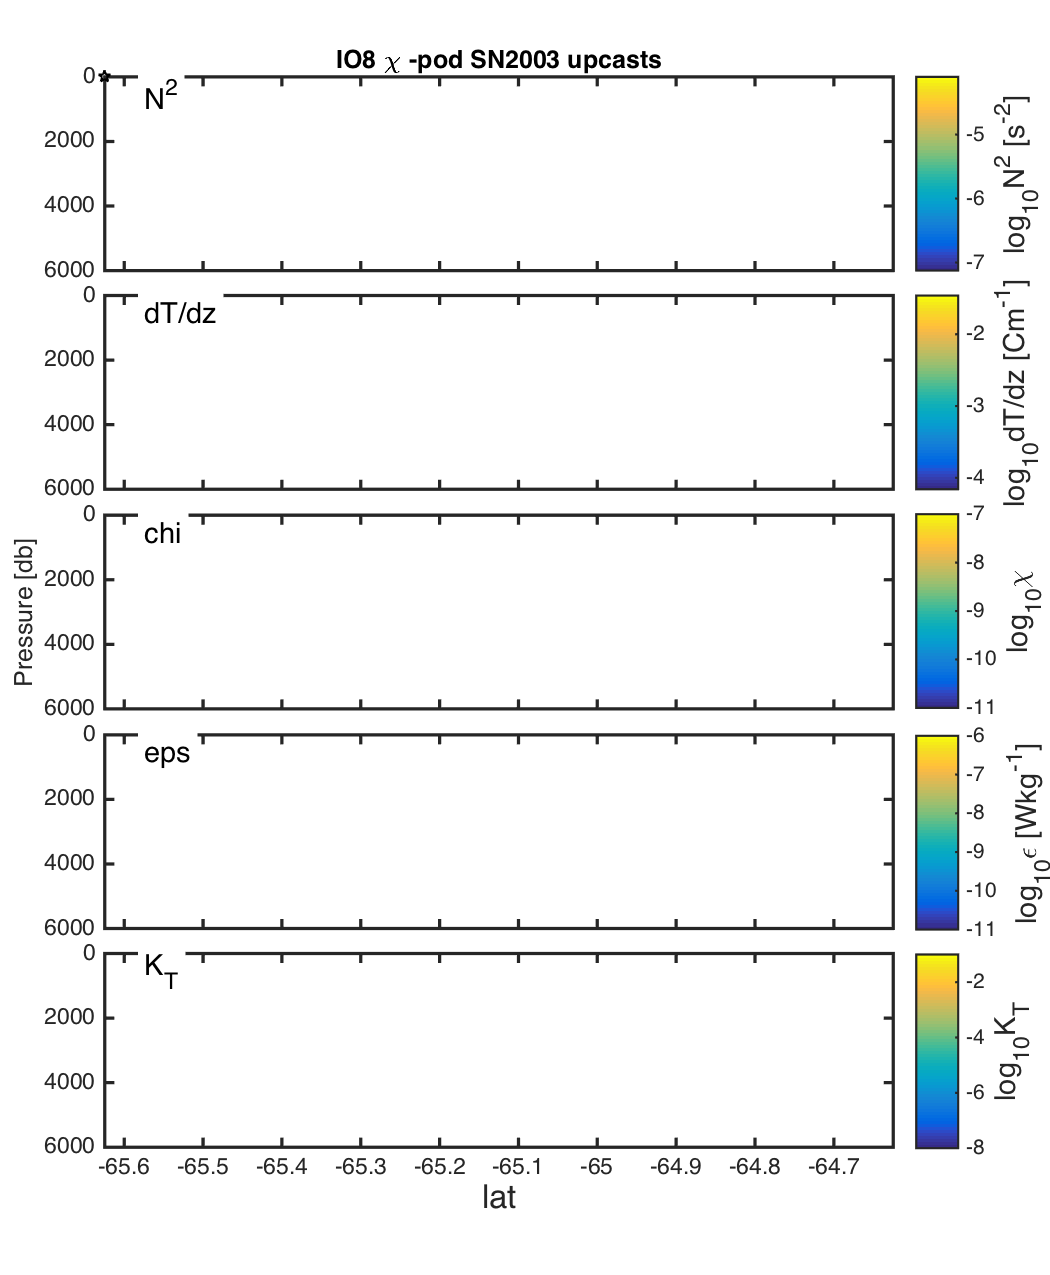 IO8 χ -pod SN2003 upcasts
0
N²
2000
4000
6000
-5
-6
-7
log₁₀N² [s⁻²]
0
dT/dz
2000
4000
6000
-2
-3
-4
log₁₀dT/dz [Cm⁻¹]
Pressure [db]
0
chi
2000
4000
6000
-7
-8
-9
-10
-11
log₁₀χ
0
eps
2000
4000
6000
-6
-7
-8
-9
-10
-11
log₁₀ϵ [Wkg⁻¹]
0
K_T
2000
4000
6000
-2
-4
-6
-8
log₁₀K_T
-65.6 -65.5 -65.4 -65.3 -65.2 -65.1 -65 -64.9 -64.8 -64.7
lat